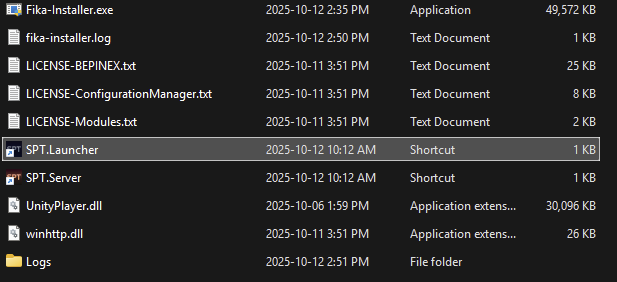 Fika-Installer.exe 2025-10-12 2:35 PM Application 49,572 KB
fika-installer.log 2025-10-12 2:50 PM Text Document 1 KB
LICENSE-BEPINEX.txt 2025-10-11 3:51 PM Text Document 25 KB
LICENSE-ConfigurationManager.txt 2025-10-11 3:51 PM Text Document 8 KB
LICENSE-Modules.txt 2025-10-11 3:51 PM Text Document 2 KB
SPT.Launcher 2025-10-12 10:12 AM Shortcut 1 KB
SPT.Server 2025-10-12 10:12 AM Shortcut 1 KB
UnityPlayer.dll 2025-10-06 1:59 PM Application extens... 30,096 KB
winhttp.dll 2025-10-11 3:51 PM Application extens... 26 KB
Logs 2025-10-12 2:51 PM File folder